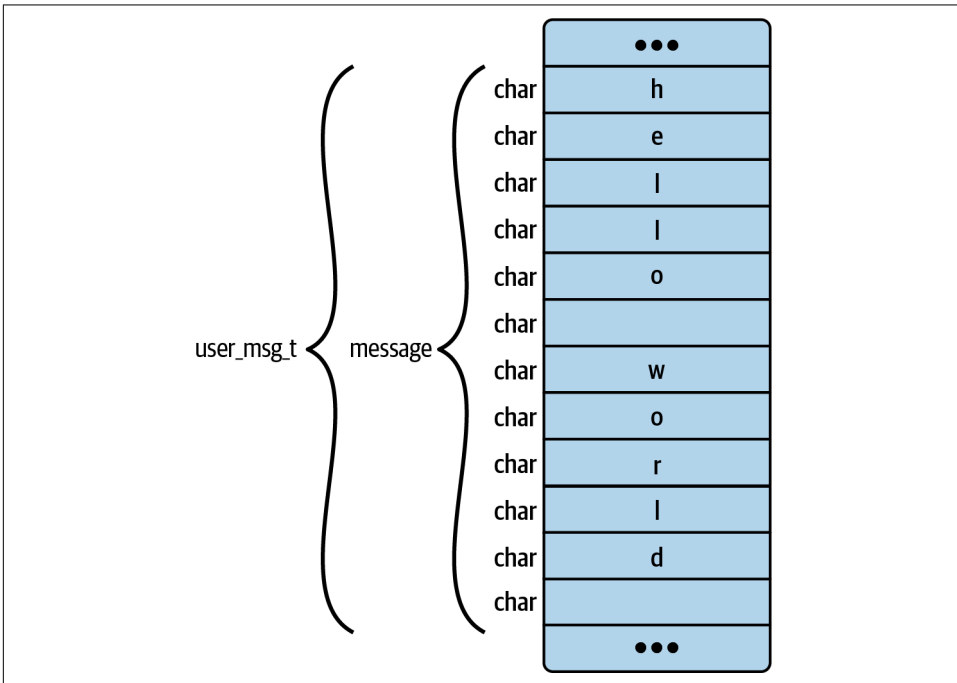 •••
char h
char e
char l
char l
char o
char
user_msg_t message
char w
char o
char r
char l
char d
char
•••